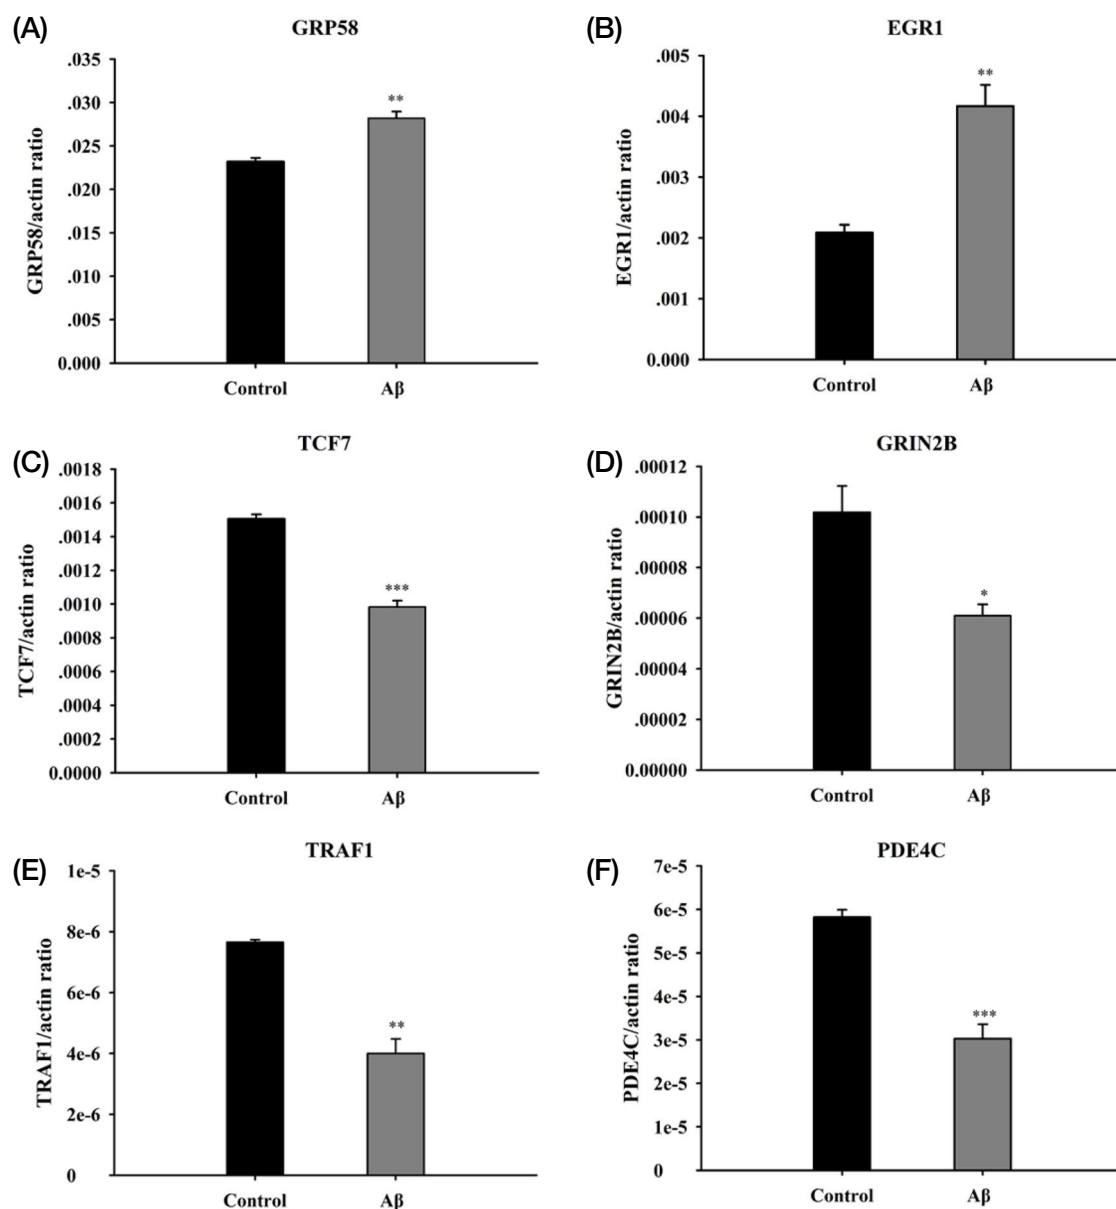 (A)
GRP58
.035
.030
.025
.020
.015
.010
.005
0.000
GRP58/actin ratio
**
Control
Aβ
(B)
EGR1
.005
.004
.003
.002
.001
0.000
EGR1/actin ratio
**
Control
Aβ
(C)
TCF7
.0018
.0016
.0014
.0012
.0010
.0008
.0006
.0004
.0002
0.0000
TCF7/actin ratio
***
Control
Aβ
(D)
GRIN2B
.00012
.00010
.00008
.00006
.00004
.00002
0.00000
GRIN2B/actin ratio
*
Control
Aβ
(E)
TRAF1
1e-5
8e-6
6e-6
4e-6
2e-6
0
TRAF1/actin ratio
**
Control
Aβ
(F)
PDE4C
7e-5
6e-5
5e-5
4e-5
3e-5
2e-5
1e-5
0
PDE4C/actin ratio
***
Control
Aβ